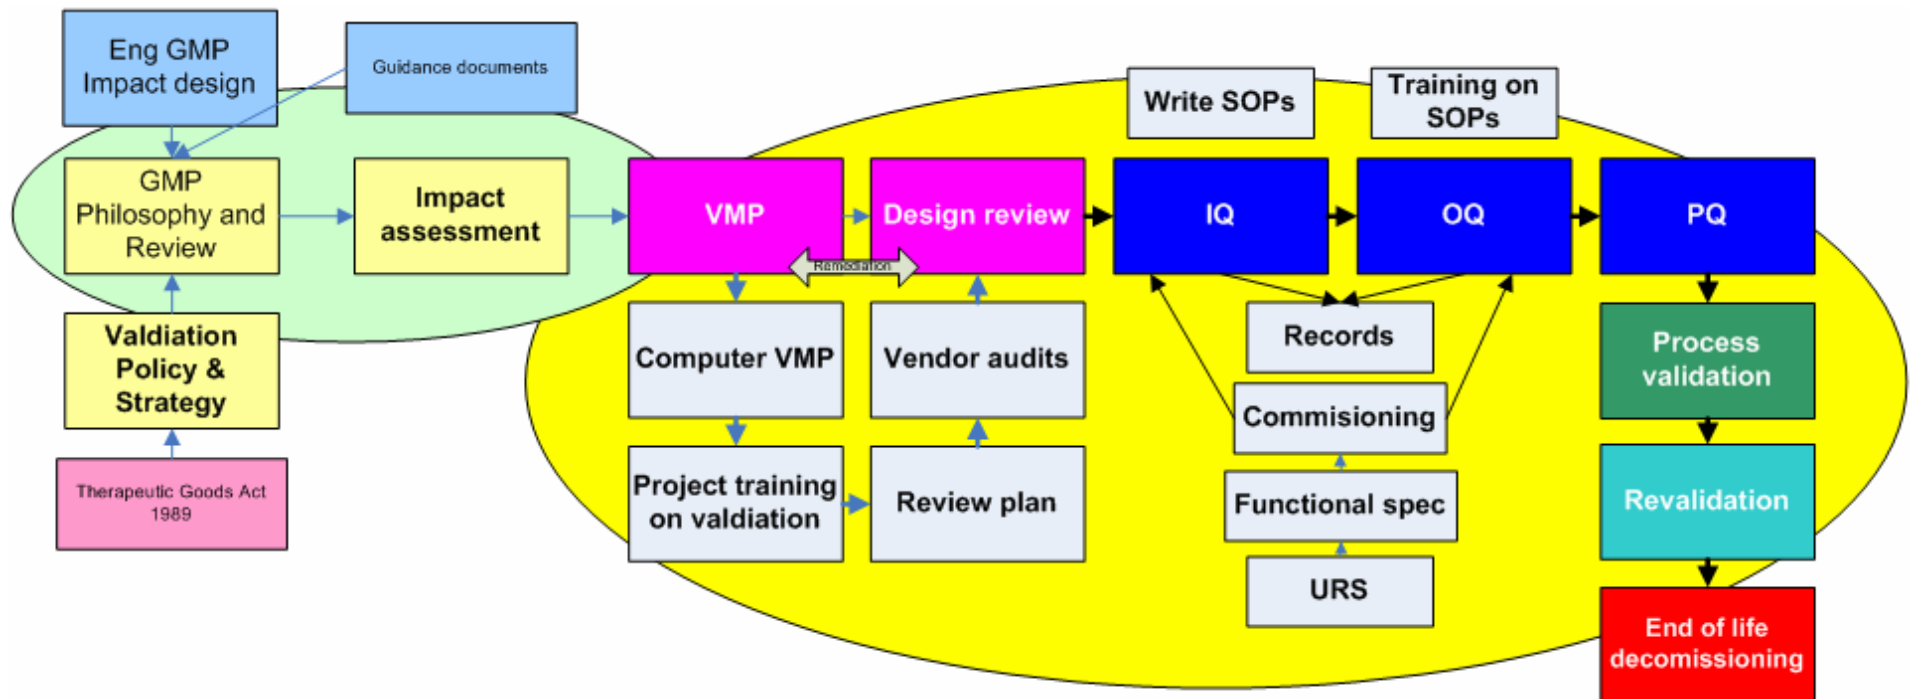 Eng GMP
Impact design
Guidance documents
Write SOPs
Training on
SOPs
GMP
Philosophy and
Review
Impact
assessment
VMP
Design review
IQ
OQ
PQ
Remediation
Valdiation
Policy &
Strategy
Computer VMP
Vendor audits
Records
Process
validation
Commisioning
Therapeutic Goods Act
1989
Project training
on valdiation
Review plan
Functional spec
Revalidation
URS
End of life
decomissioning